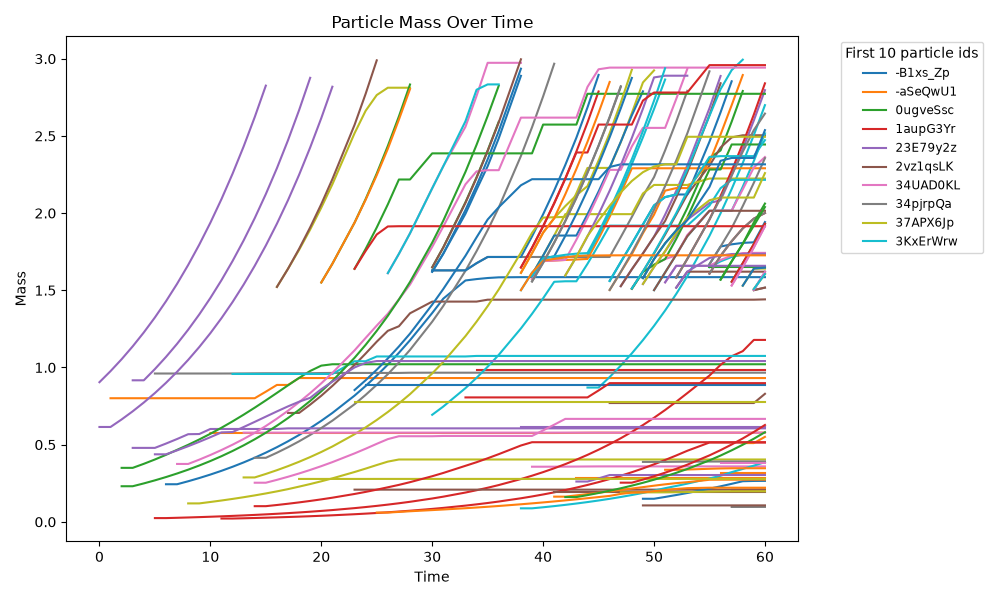 Particle Mass Over Time
Mass
3.0
2.5
2.0
1.5
1.0
0.5
0.0
0
10
20
30
40
50
60
Time
First 10 particle ids
-B1xs_Zp
-aSeQwU1
0ugveSsc
1aupG3Yr
23E79y2z
2vz1qsLK
34UAD0KL
34pjrpQa
37APX6Jp
3KxErWrw